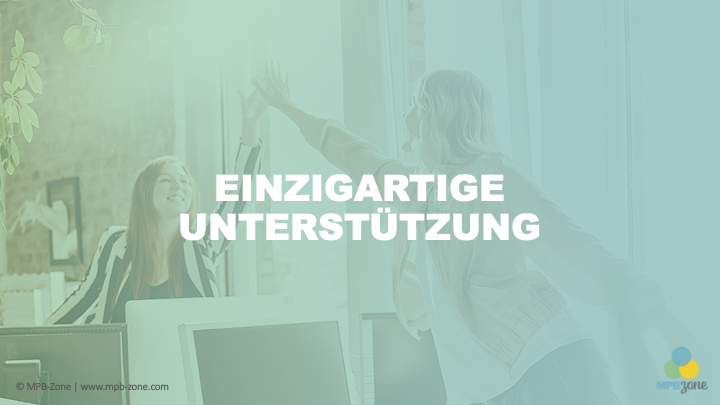 EINZIGARTIGE
UNTERSTÜTZUNG
© MPB-Zone | www.mpb-zone.com
MPBzone